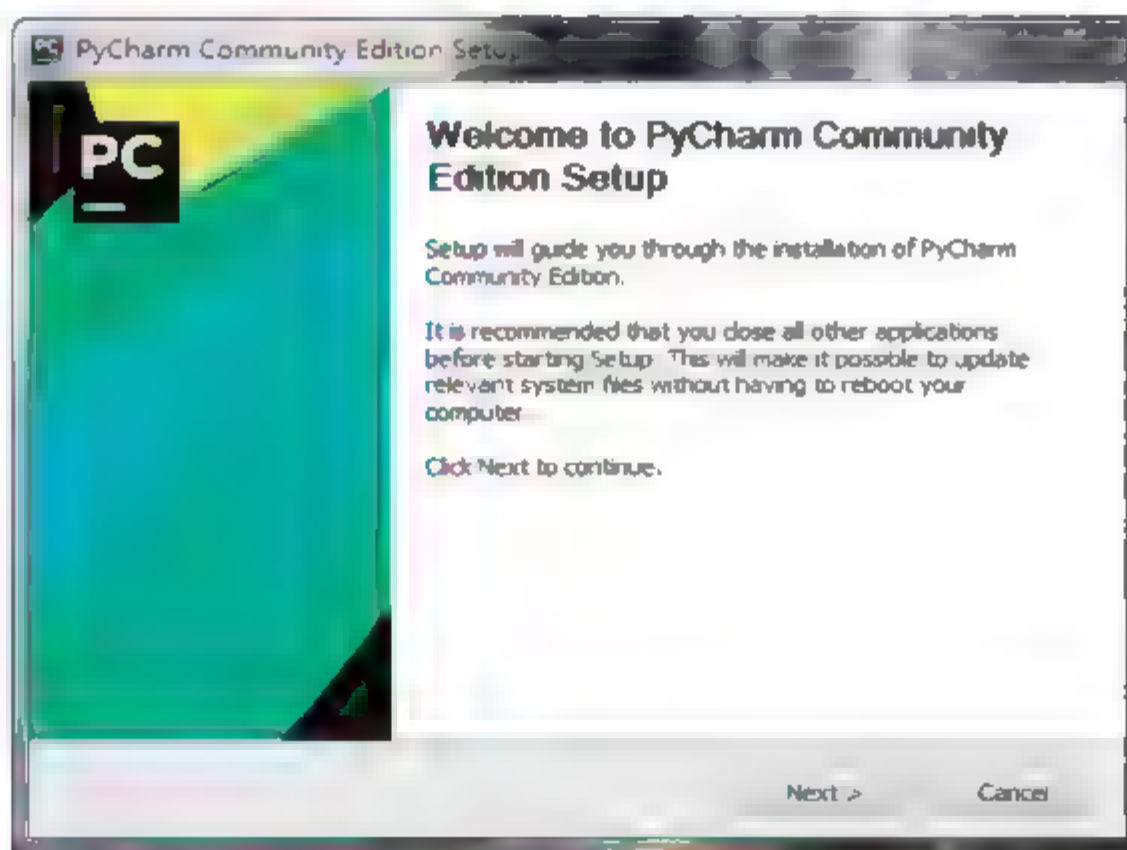 PyCharm Community Edition Setup
PC
Welcome to PyCharm Community
Edition Setup
Setup will guide you through the installation of PyCharm
Community Edition.
It is recommended that you close all other applications
before starting Setup. This will make it possible to update
relevant system files without having to reboot your
computer.
Click Next to continue.
Next >
Cancel